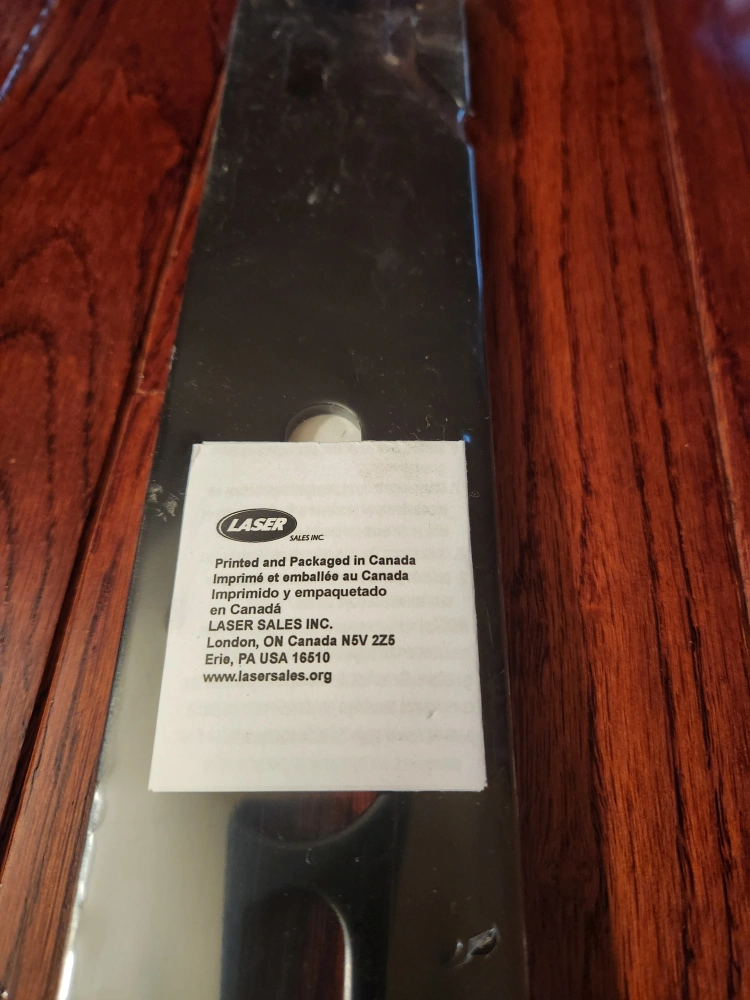 LASER
SALES INC.
Printed and Packaged in Canada
Imprimé et emballée au Canada
Imprimido y empaquetado
en Canadá
LASER SALES INC.
London, ON Canada N5V 2Z5
Erie, PA USA 16510
www.lasersales.org